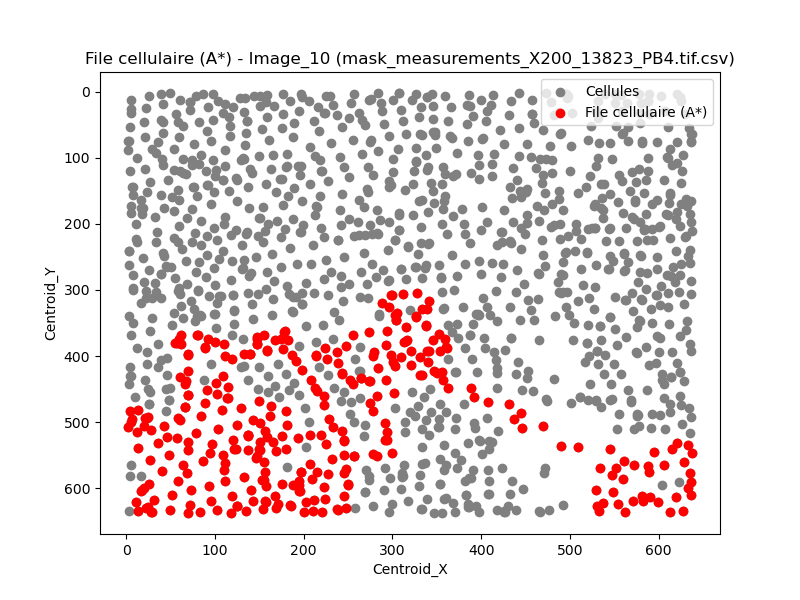 File cellulaire (A*) - Image_10 (mask_measurements_X200_13823_PB4.tif.csv)
Cellules
File cellulaire (A*)
Centroid_Y
0
100
200
300
400
500
600
0 100 200 300 400 500 600
Centroid_X